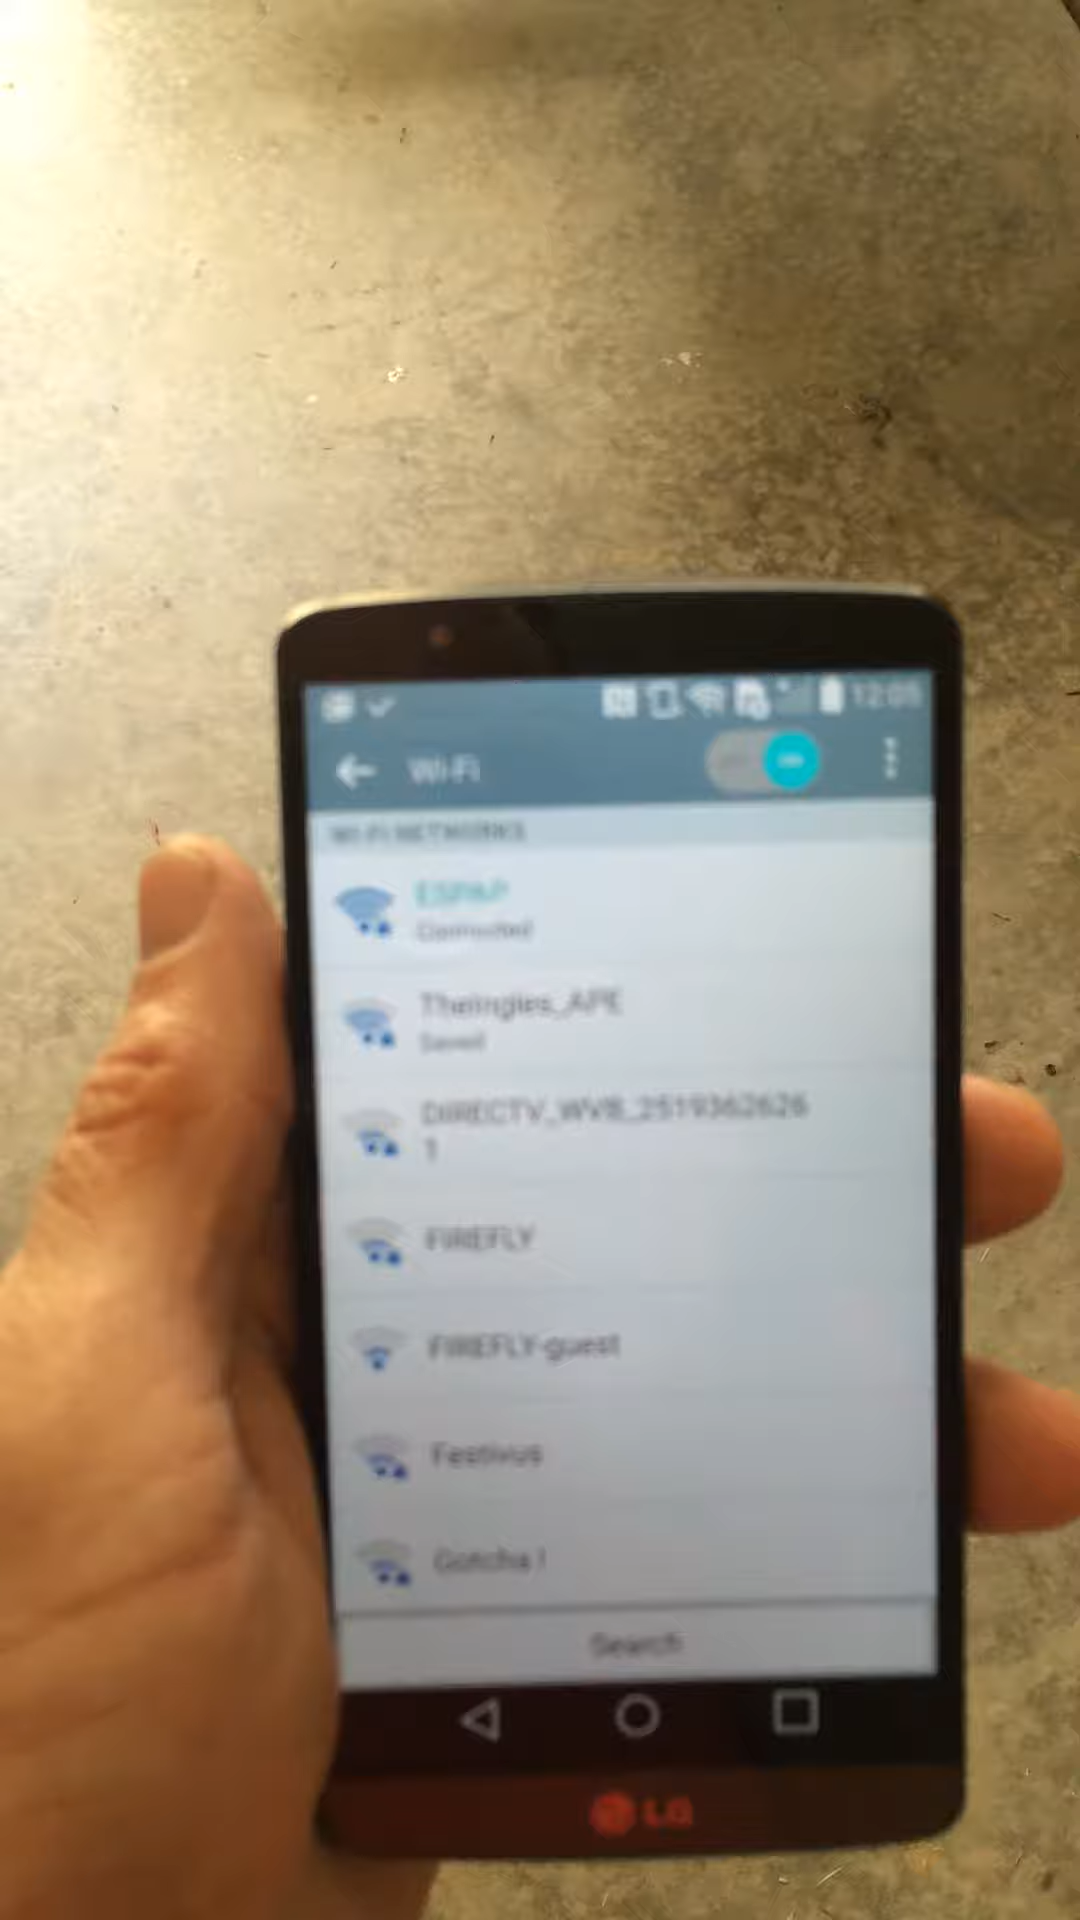 12:05
Wi-Fi
WI-FI NETWORKS
ESPAP
Connected
TheIngles_APE
Saved
DIRECTV_WVB_2519362626
1
FIREFLY
FIREFLY-guest
Festivus
Gotcha !
Search
LG